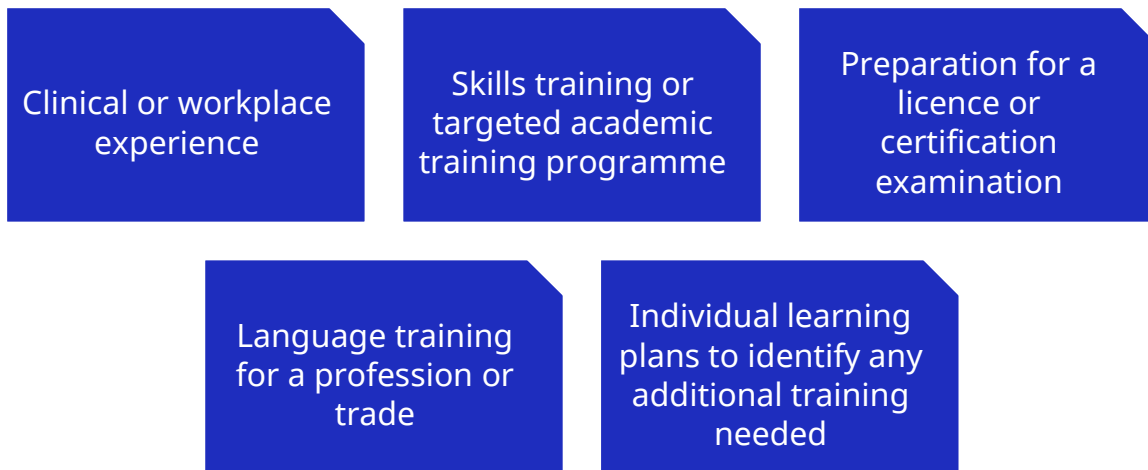 Clinical or workplace
experience
Skills training or
targeted academic
training programme
Preparation for a
licence or
certification
examination
Language training
for a profession or
trade
Individual learning
plans to identify any
additional training
needed